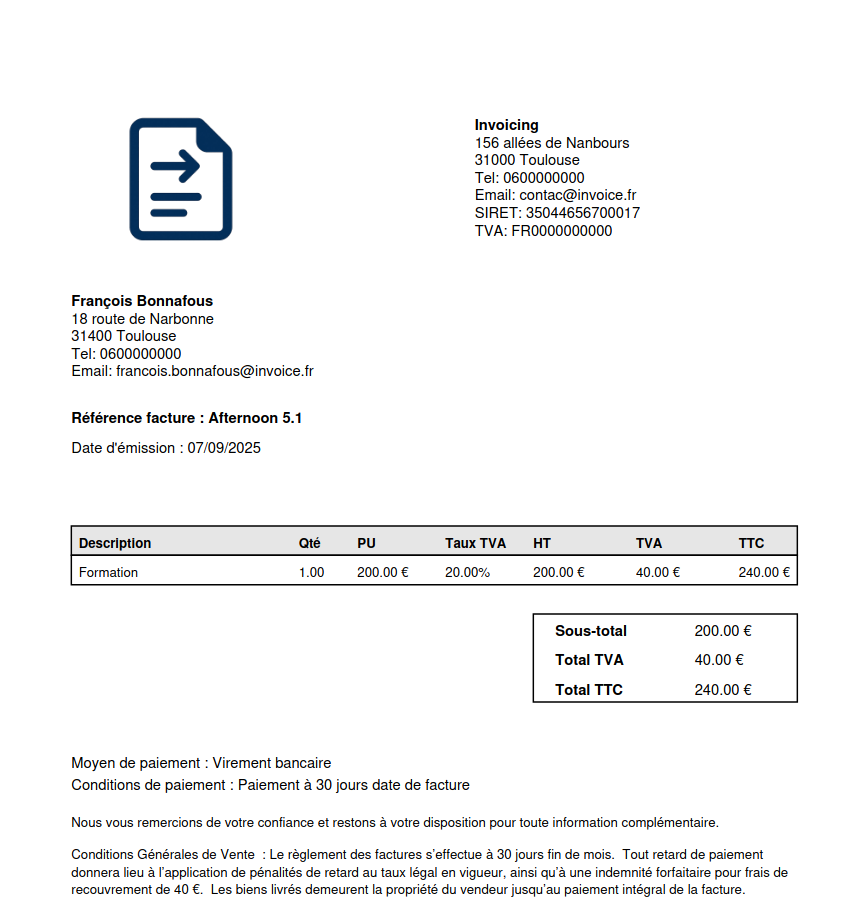 Invoicing
156 allées de Nanbours
31000 Toulouse
Tel: 0600000000
Email: contac@invoice.fr
SIRET: 35044656700017
TVA: FR0000000000
François Bonnafous
18 route de Narbonne
31400 Toulouse
Tel: 0600000000
Email: francois.bonnafous@invoice.fr
Référence facture : Afternoon 5.1
Date d'émission : 07/09/2025
Description Qté PU Taux TVA HT TVA TTC
Formation 1.00 200.00 € 20.00% 200.00 € 40.00 € 240.00 €
Sous-total 200.00 €
Total TVA 40.00 €
Total TTC 240.00 €
Moyen de paiement : Virement bancaire
Conditions de paiement : Paiement à 30 jours date de facture
Nous vous remercions de votre confiance et restons à votre disposition pour toute information complémentaire.
Conditions Générales de Vente  : Le règlement des factures s’effectue à 30 jours fin de mois.  Tout retard de paiement
donnera lieu à l’application de pénalités de retard au taux légal en vigueur, ainsi qu’à une indemnité forfaitaire pour frais de
recouvrement de 40 €.  Les biens livrés demeurent la propriété du vendeur jusqu’au paiement intégral de la facture.